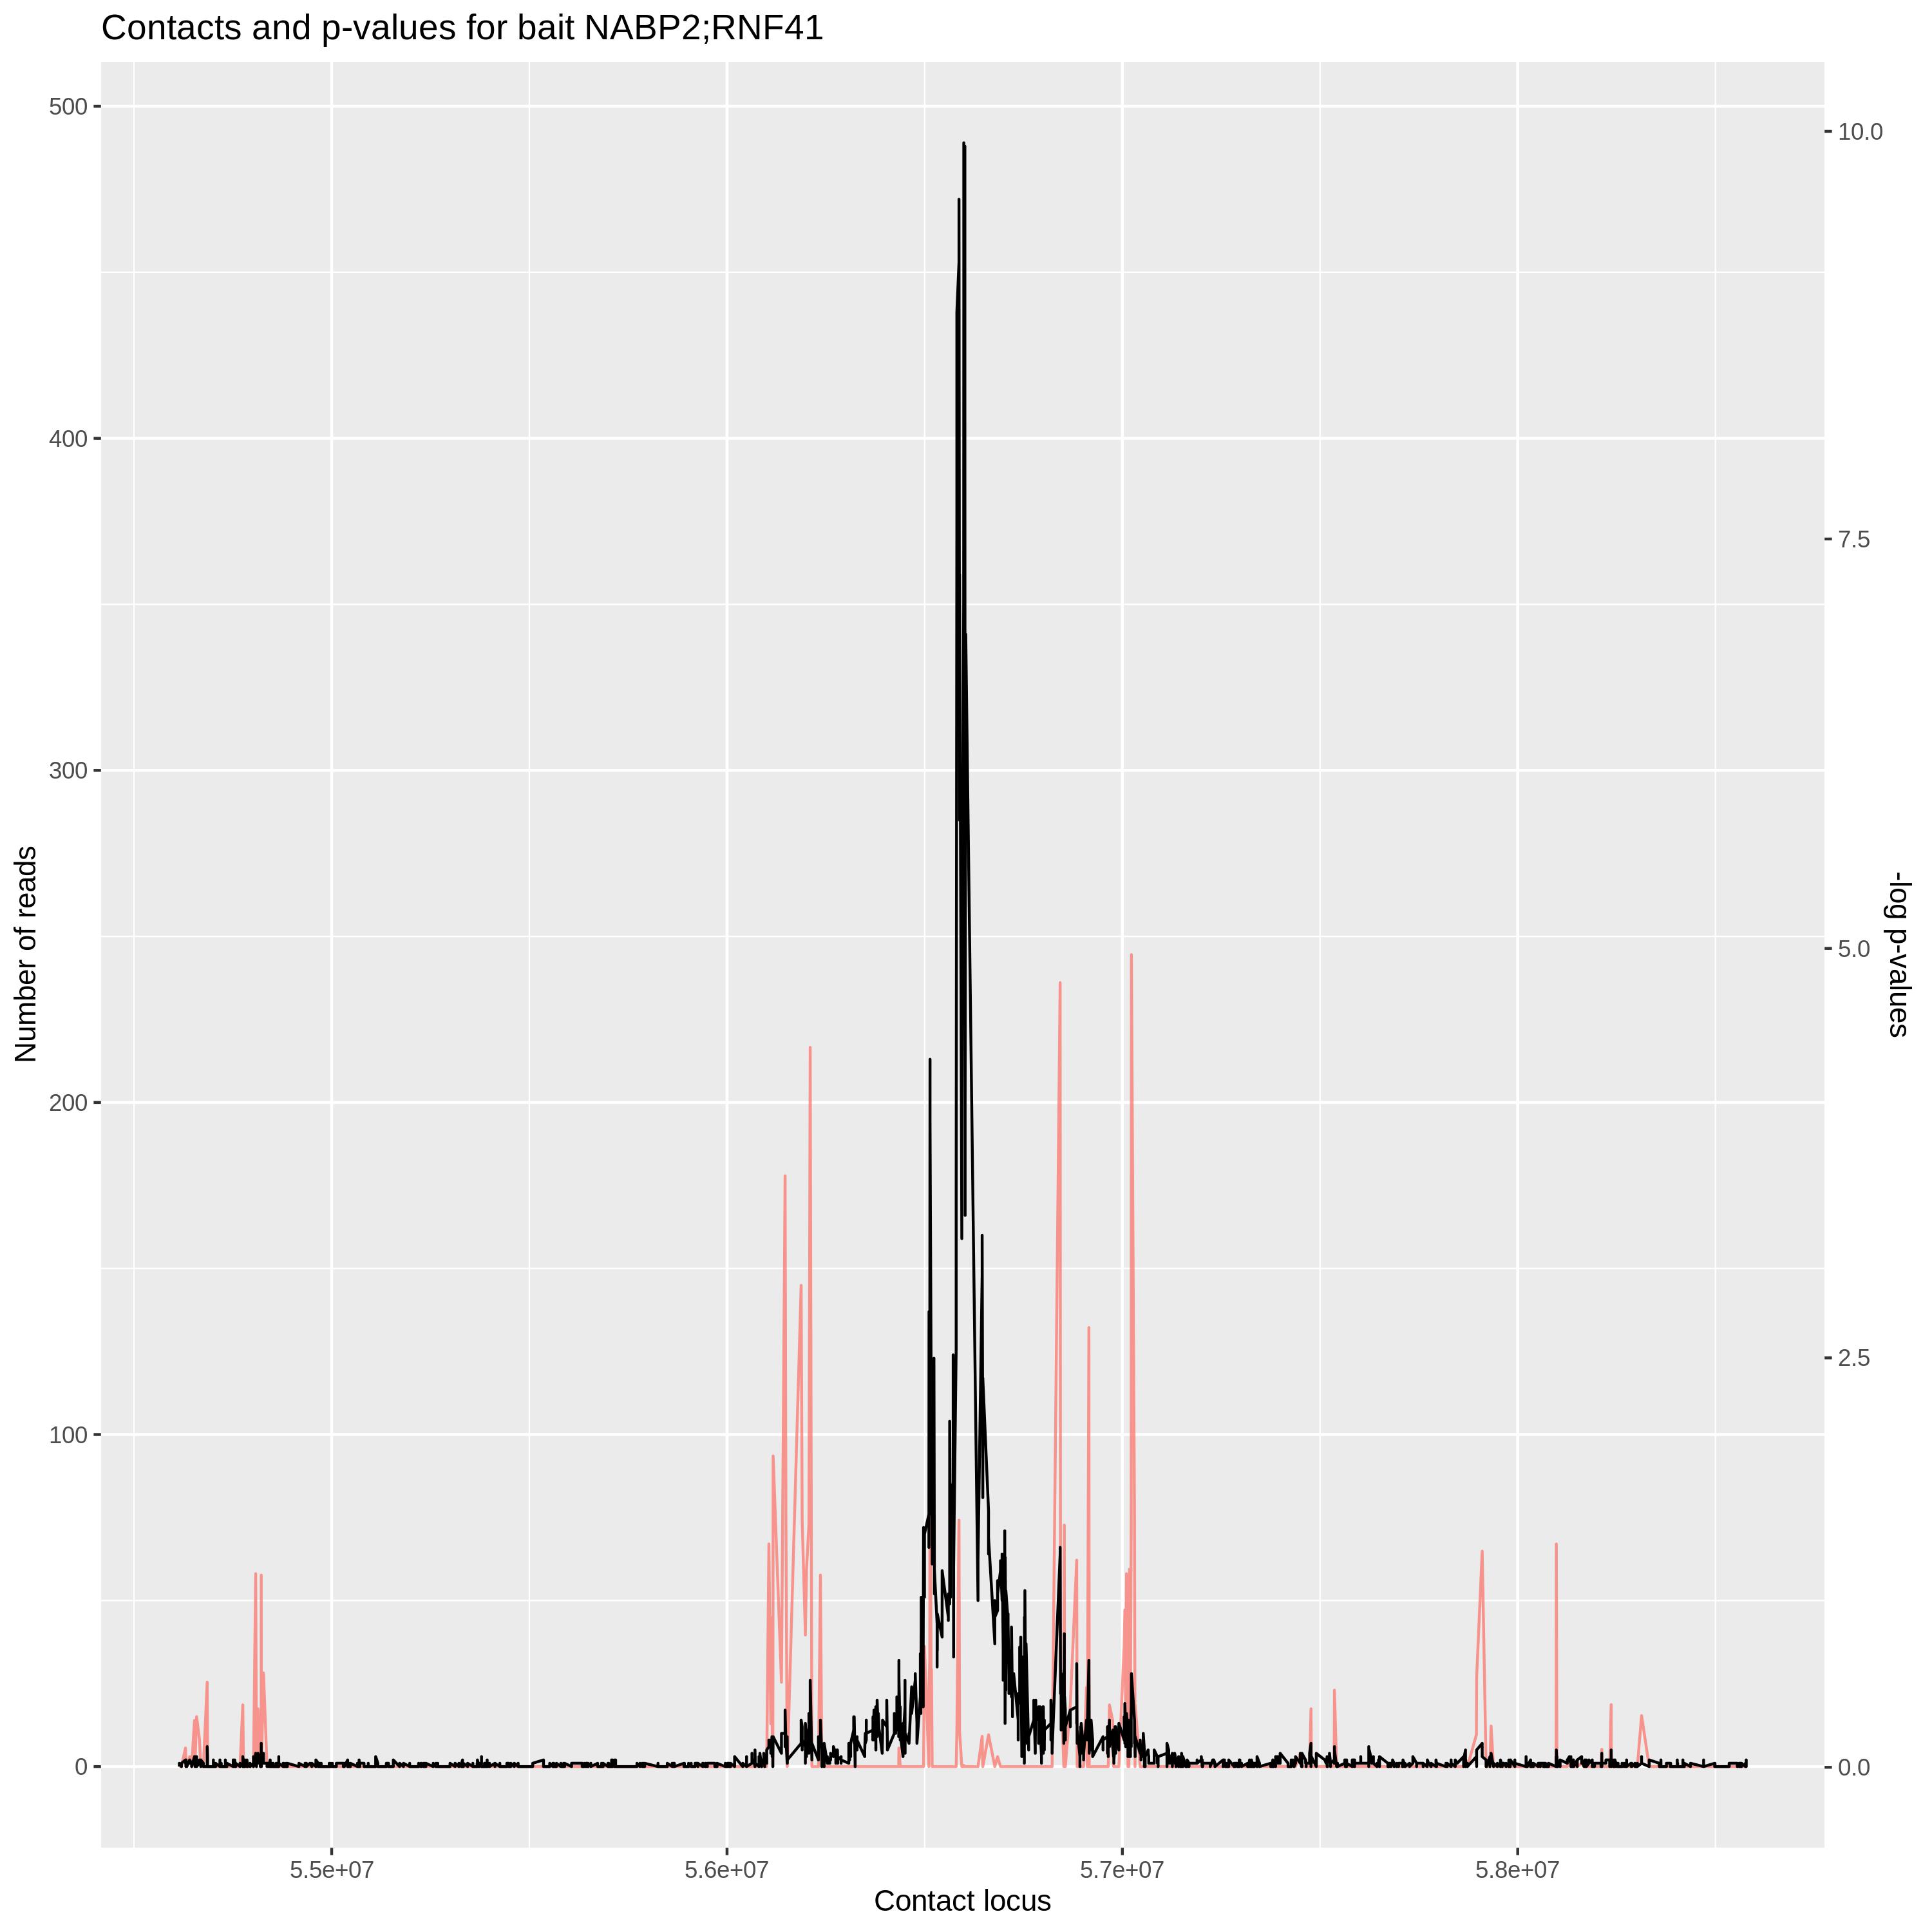 Contacts and p-values for bait NABP2;RNF41
500
400
300
200
100
0
Number of reads
10.0
7.5
5.0
2.5
0.0
-log p-values
5.5e+07
5.6e+07
5.7e+07
5.8e+07
Contact locus